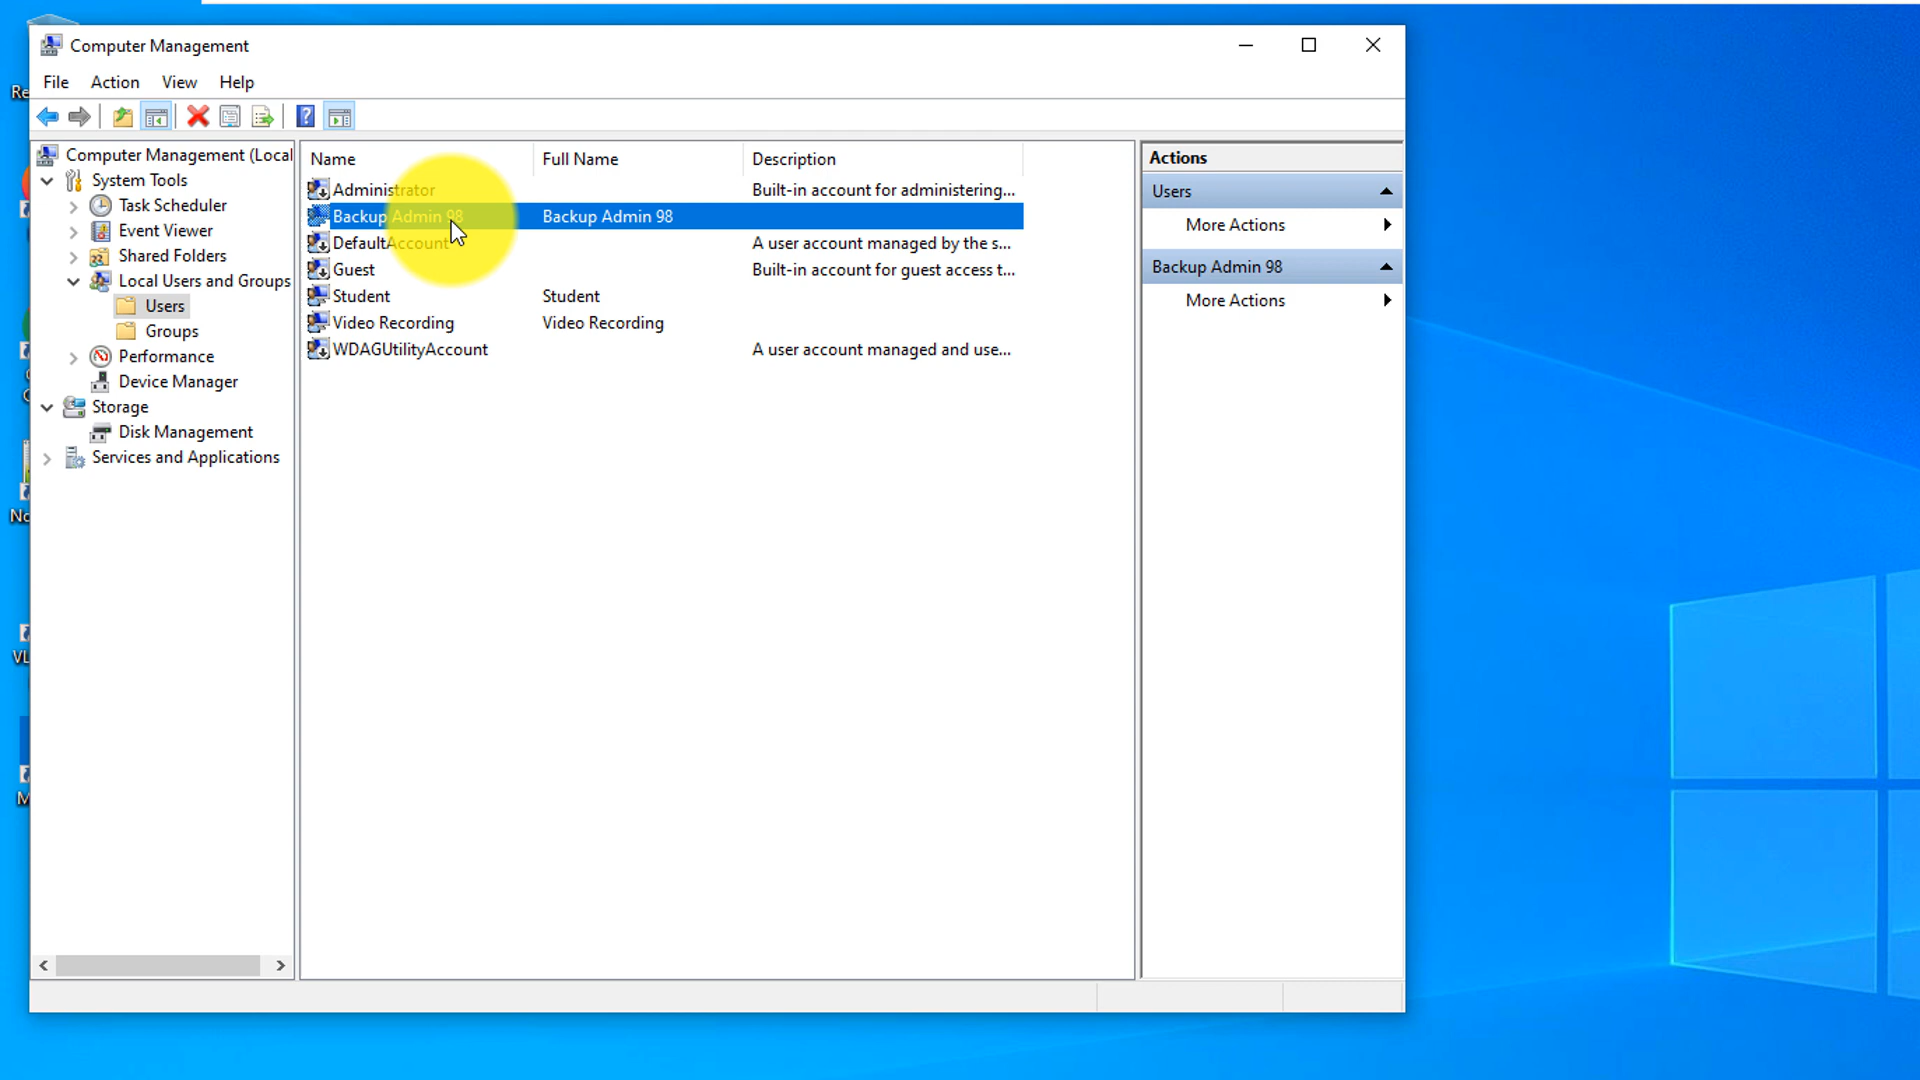 Computer Management
File Action View Help
Computer Management (Local
System Tools
Task Scheduler
Event Viewer
Shared Folders
Local Users and Groups
Users
Groups
Performance
Device Manager
Storage
Disk Management
Services and Applications
Name Full Name Description
Administrator Built-in account for administering...
Backup Admin 98 Backup Admin 98
DefaultAccount A user account managed by the s...
Guest Built-in account for guest access t...
Student Student
Video Recording Video Recording
WDAGUtilityAccount A user account managed and use...
Actions
Users
More Actions
Backup Admin 98
More Actions
Re
No
VL
M